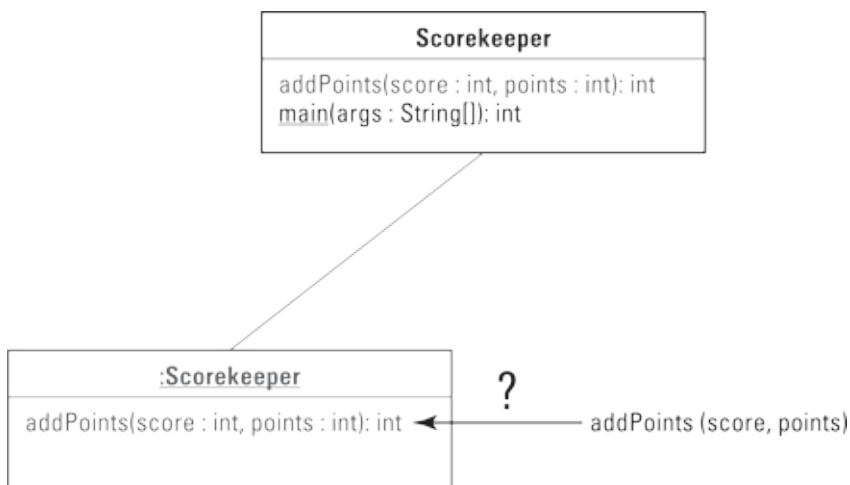 Scorekeeper
addPoints(score : int, points : int): int
main(args : String[]): int
:Scorekeeper
?
addPoints(score : int, points : int): int
addPoints (score, points)